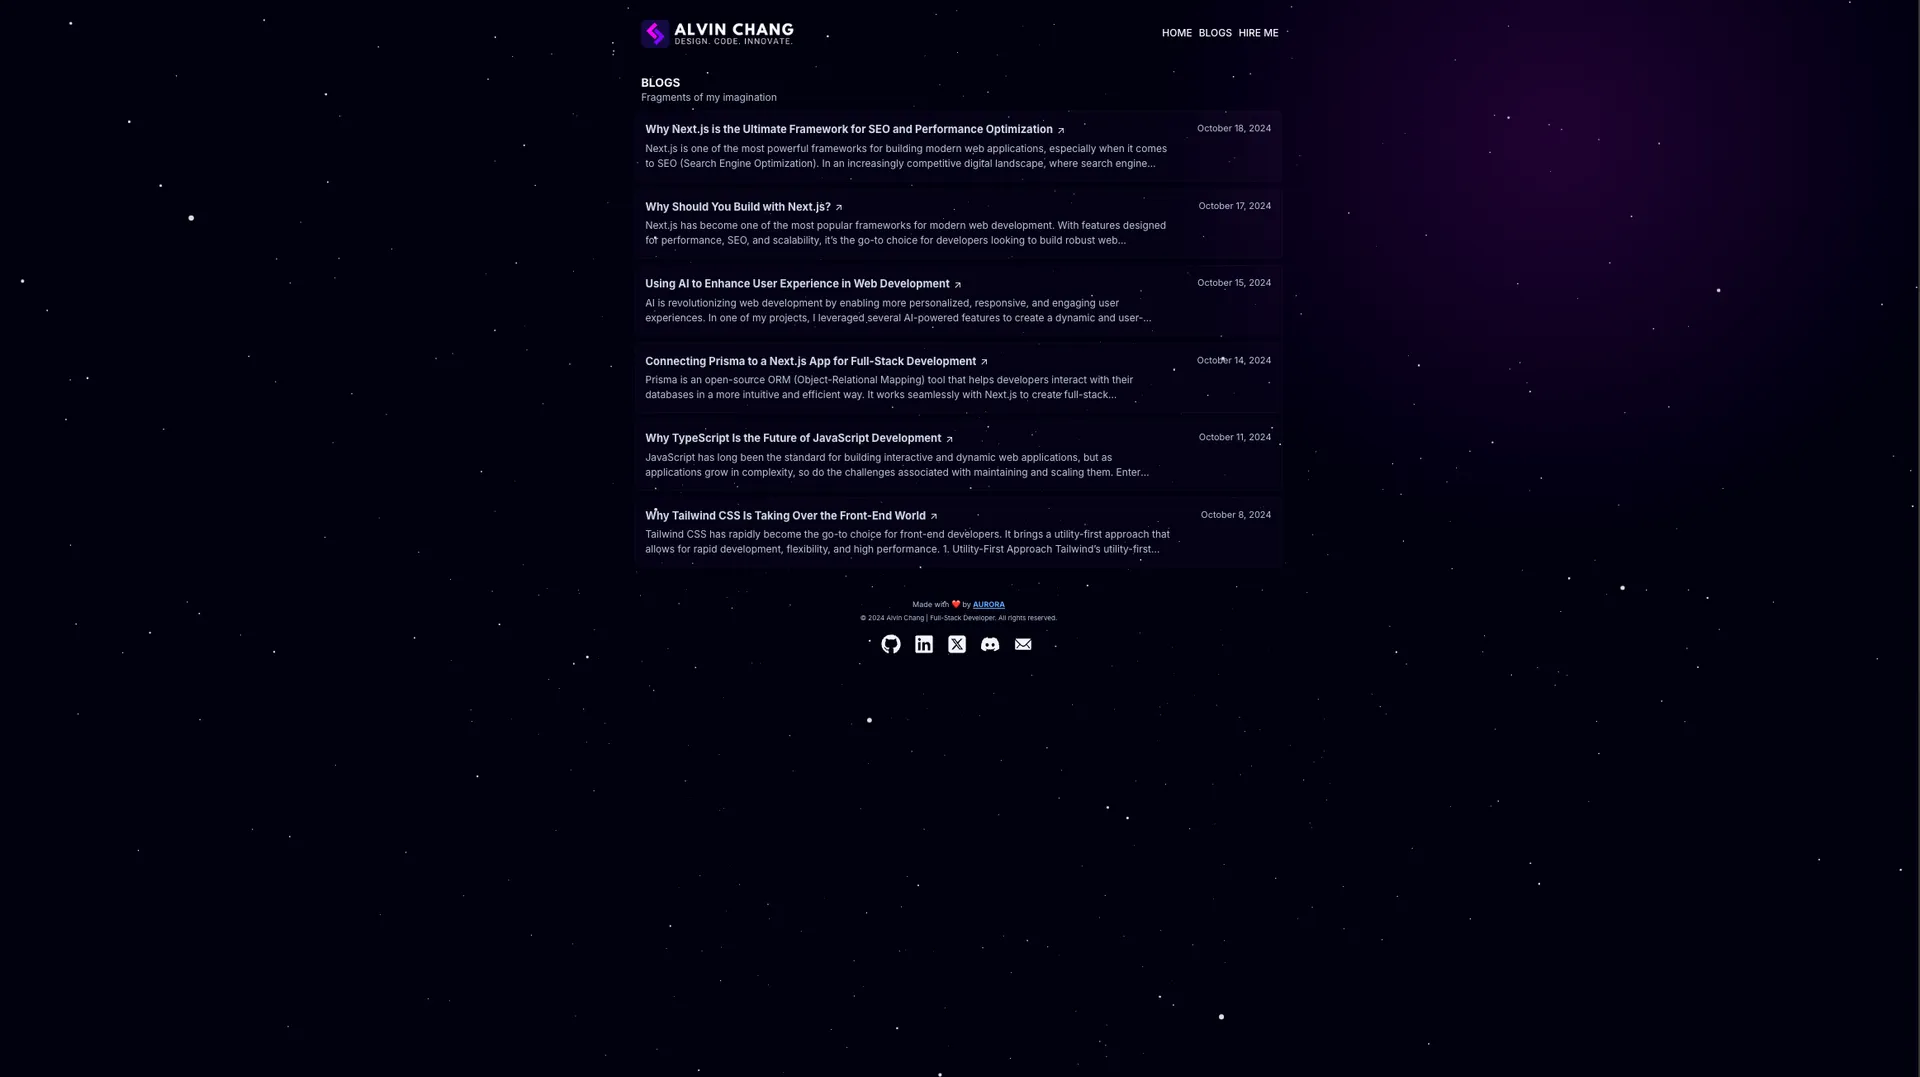 ALVIN CHANG
DESIGN. CODE. INNOVATE.
HOME BLOGS HIRE ME
BLOGS
Fragments of my imagination
Why Next.js is the Ultimate Framework for SEO and Performance Optimization
October 18, 2024
Next.js is one of the most powerful frameworks for building modern web applications, especially when it comes
to SEO (Search Engine Optimization). In an increasingly competitive digital landscape, where search engine...
Why Should You Build with Next.js?
October 17, 2024
Next.js has become one of the most popular frameworks for modern web development. With features designed
for performance, SEO, and scalability, it’s the go-to choice for developers looking to build robust web...
Using AI to Enhance User Experience in Web Development
October 15, 2024
AI is revolutionizing web development by enabling more personalized, responsive, and engaging user
experiences. In one of my projects, I leveraged several AI-powered features to create a dynamic and user-...
Connecting Prisma to a Next.js App for Full-Stack Development
October 14, 2024
Prisma is an open-source ORM (Object-Relational Mapping) tool that helps developers interact with their
databases in a more intuitive and efficient way. It works seamlessly with Next.js to create full-stack...
Why TypeScript Is the Future of JavaScript Development
October 11, 2024
JavaScript has long been the standard for building interactive and dynamic web applications, but as
applications grow in complexity, so do the challenges associated with maintaining and scaling them. Enter...
Why Tailwind CSS Is Taking Over the Front-End World
October 8, 2024
Tailwind CSS has rapidly become the go-to choice for front-end developers. It brings a utility-first approach that
allows for rapid development, flexibility, and high performance. 1. Utility-First Approach Tailwind’s utility-first...
Made with ❤️ by AURORA
© 2024 Alvin Chang | Full-Stack Developer. All rights reserved.